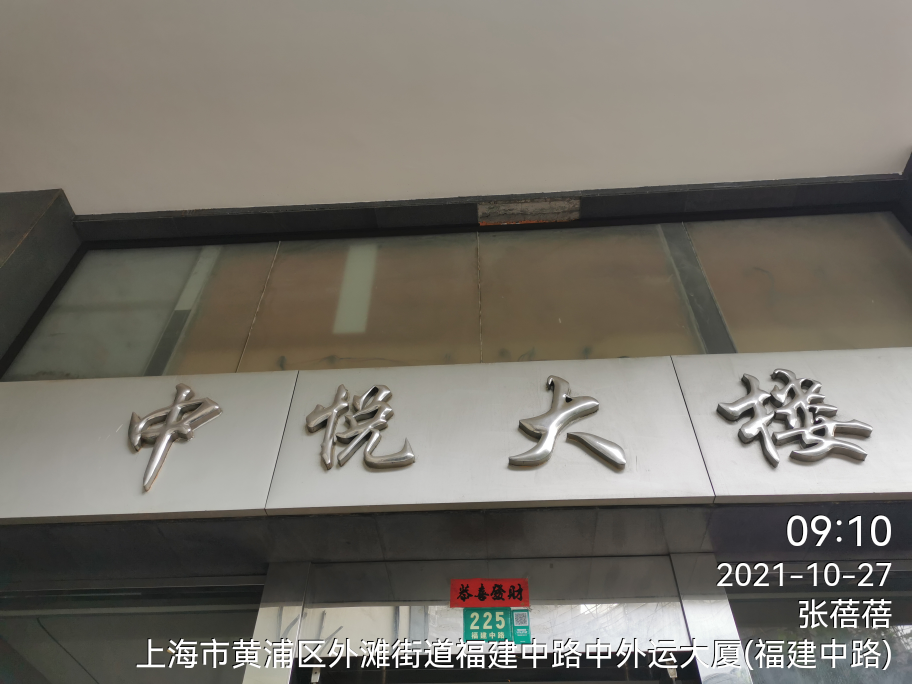 申悦大楼
恭喜發財
225
福建中路
09:10
2021-10-27
张蓓蓓
上海市黄浦区外滩街道福建中路中外运大厦(福建中路)